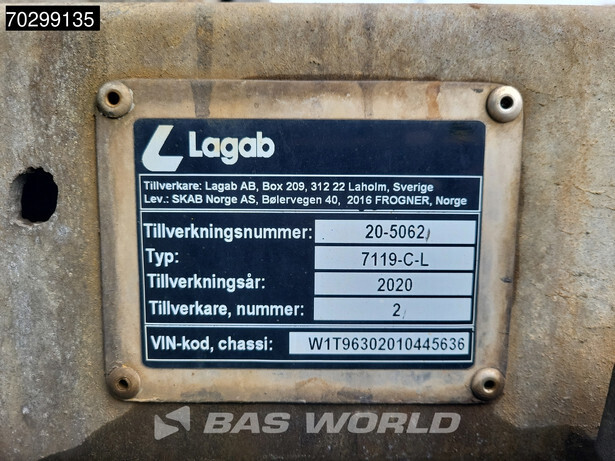 70299135
Lagab
Tillverkare: Lagab AB, Box 209, 312 22 Laholm, Sverige
Lev.: SKAB Norge AS, Bølervegen 40, 2016 FROGNER, Norge
Tillverkningsnummer: 20-5062/
Typ: 7119-C-L
Tillverkningsår: 2020
Tillverkare, nummer: 2/
VIN-kod, chassi: W1T96302010445636
BAS WORLD